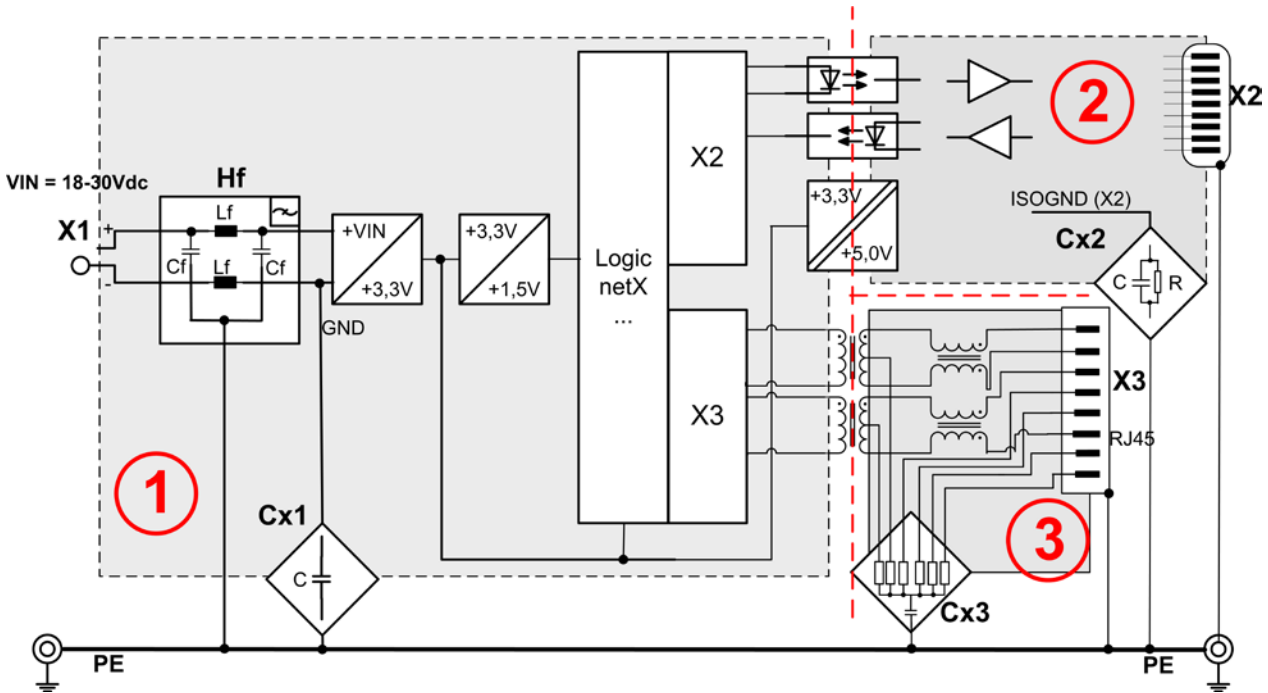 VIN = 18-30Vdc
X1
+
-
Hf
Lf
Cf
Lf
Cf
+VIN
+3,3V
GND
+3,3V
+1,5V
Logic
netX
...
X2
X3
+3,3V
+5,0V
2
X2
ISOGND (X2)
Cx2
C
R
X3
RJ45
1
Cx1
C
3
Cx3
PE
PE